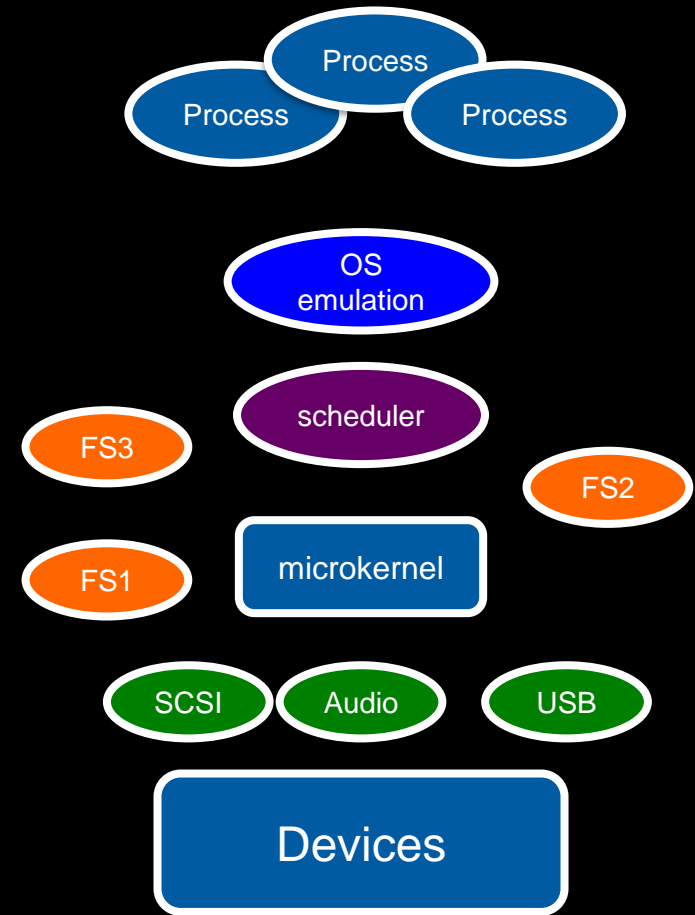 Process
Process
Process
OS
emulation
scheduler
FS3
FS2
FS1
microkernel
SCSI
Audio
USB
Devices